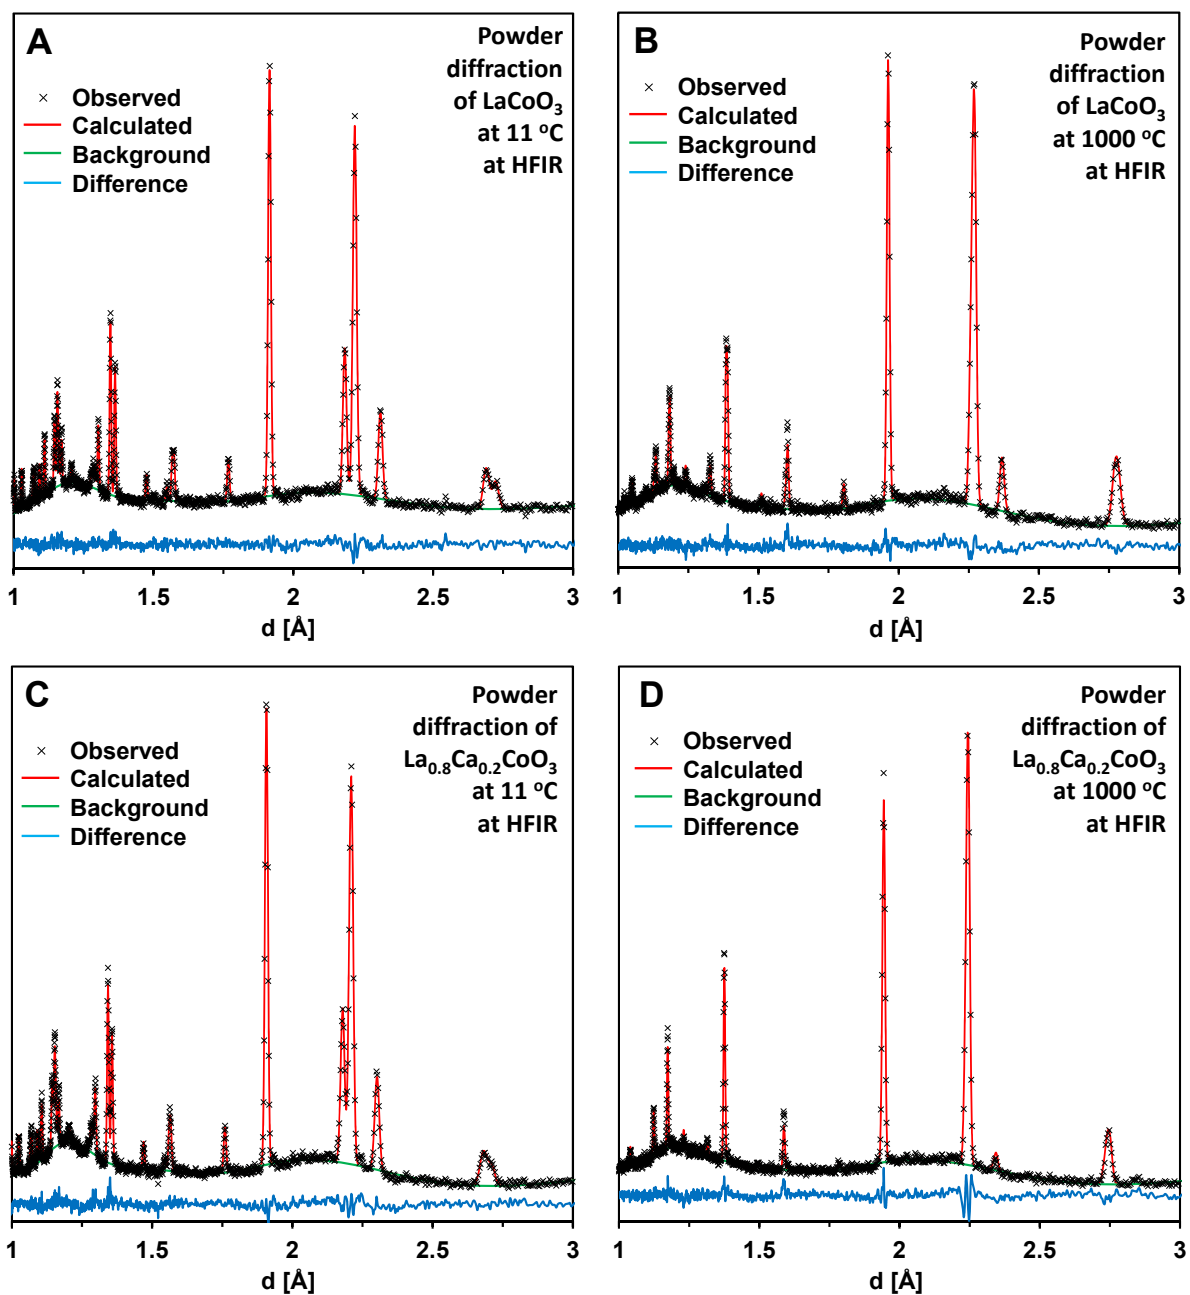 A
Powder
diffraction
of LaCoO₃
at 11 ºC
at HFIR
Observed
Calculated
Background
Difference
1 1.5 2 2.5 3
d [Å]
B
Powder
diffraction
of LaCoO₃
at 1000 ºC
at HFIR
Observed
Calculated
Background
Difference
1 1.5 2 2.5 3
d [Å]
C
Powder
diffraction of
La₀.₈Ca₀.₂CoO₃
at 11 ºC
at HFIR
Observed
Calculated
Background
Difference
1 1.5 2 2.5 3
d [Å]
D
Powder
diffraction of
La₀.₈Ca₀.₂CoO₃
at 1000 ºC
at HFIR
Observed
Calculated
Background
Difference
1 1.5 2 2.5 3
d [Å]